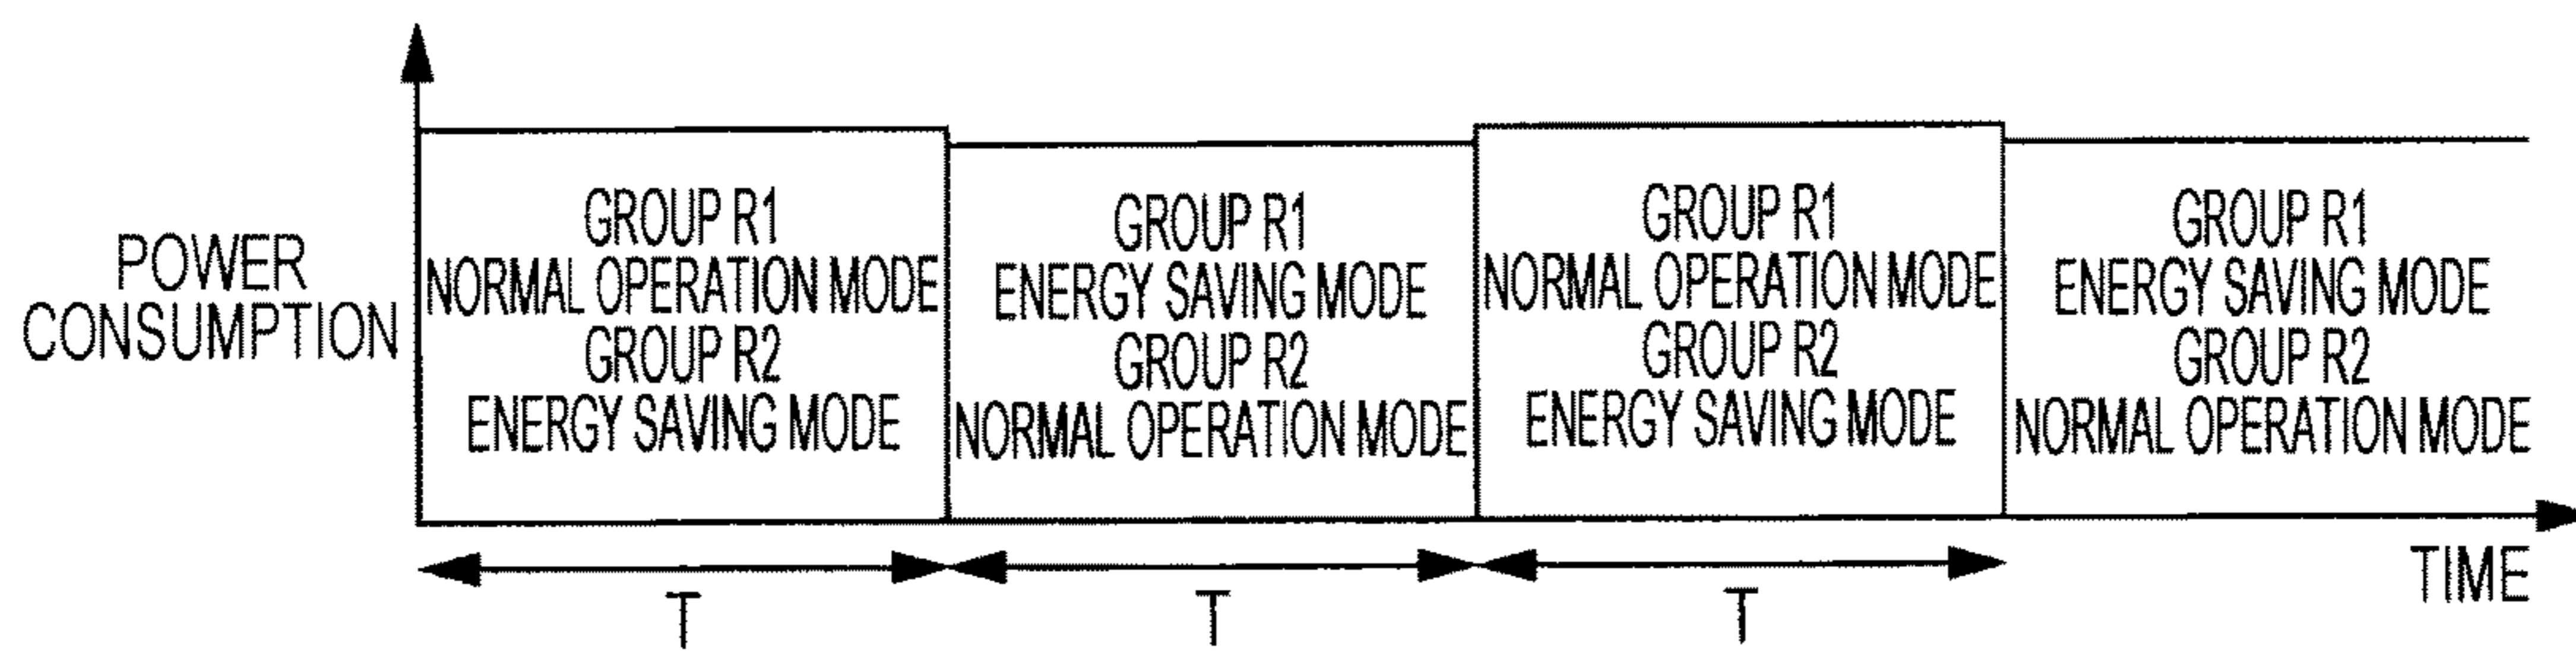 POWER
CONSUMPTION
GROUP R1
NORMAL OPERATION MODE
GROUP R2
ENERGY SAVING MODE
GROUP R1
ENERGY SAVING MODE
GROUP R2
NORMAL OPERATION MODE
GROUP R1
NORMAL OPERATION MODE
GROUP R2
ENERGY SAVING MODE
GROUP R1
ENERGY SAVING MODE
GROUP R2
NORMAL OPERATION MODE
TIME
T
T
T